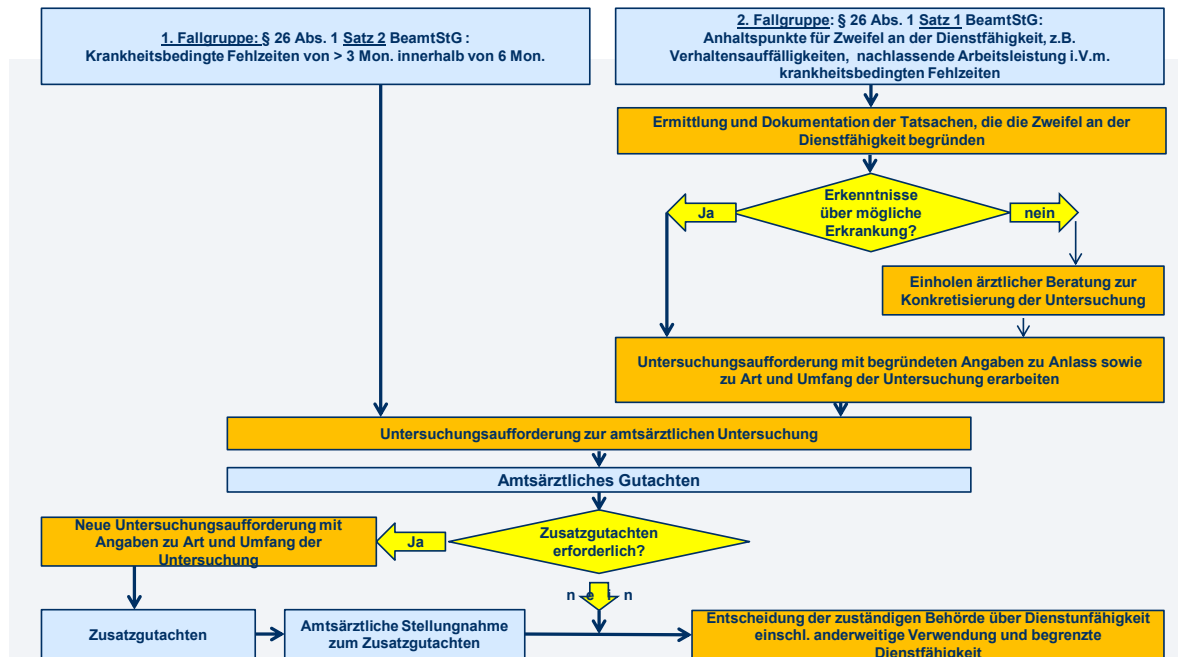 1. Fallgruppe: § 26 Abs. 1 Satz 2 BeamtStG :
Krankheitsbedingte Fehlzeiten von > 3 Mon. innerhalb von 6 Mon.
2. Fallgruppe: § 26 Abs. 1 Satz 1 BeamtStG:
Anhaltspunkte für Zweifel an der Dienstfähigkeit, z.B.
Verhaltensauffälligkeiten, nachlassende Arbeitsleistung i.V.m.
krankheitsbedingten Fehlzeiten
Ermittlung und Dokumentation der Tatsachen, die die Zweifel an der
Dienstfähigkeit begründen
Erkenntnisse
über mögliche
Erkrankung?
Ja
nein
Einholen ärztlicher Beratung zur
Konkretisierung der Untersuchung
Untersuchungsaufforderung mit begründeten Angaben zu Anlass sowie
zu Art und Umfang der Untersuchung erarbeiten
Untersuchungsaufforderung zur amtsärztlichen Untersuchung
Amtsärztliches Gutachten
Zusatzgutachten
erforderlich?
Ja
Neue Untersuchungsaufforderung mit
Angaben zu Art und Umfang der
Untersuchung
n e i n
Zusatzgutachten
Amtsärztliche Stellungnahme
zum Zusatzgutachten
Entscheidung der zuständigen Behörde über Dienstunfähigkeit
einschl. anderweitige Verwendung und begrenzte
Dienstfähigkeit